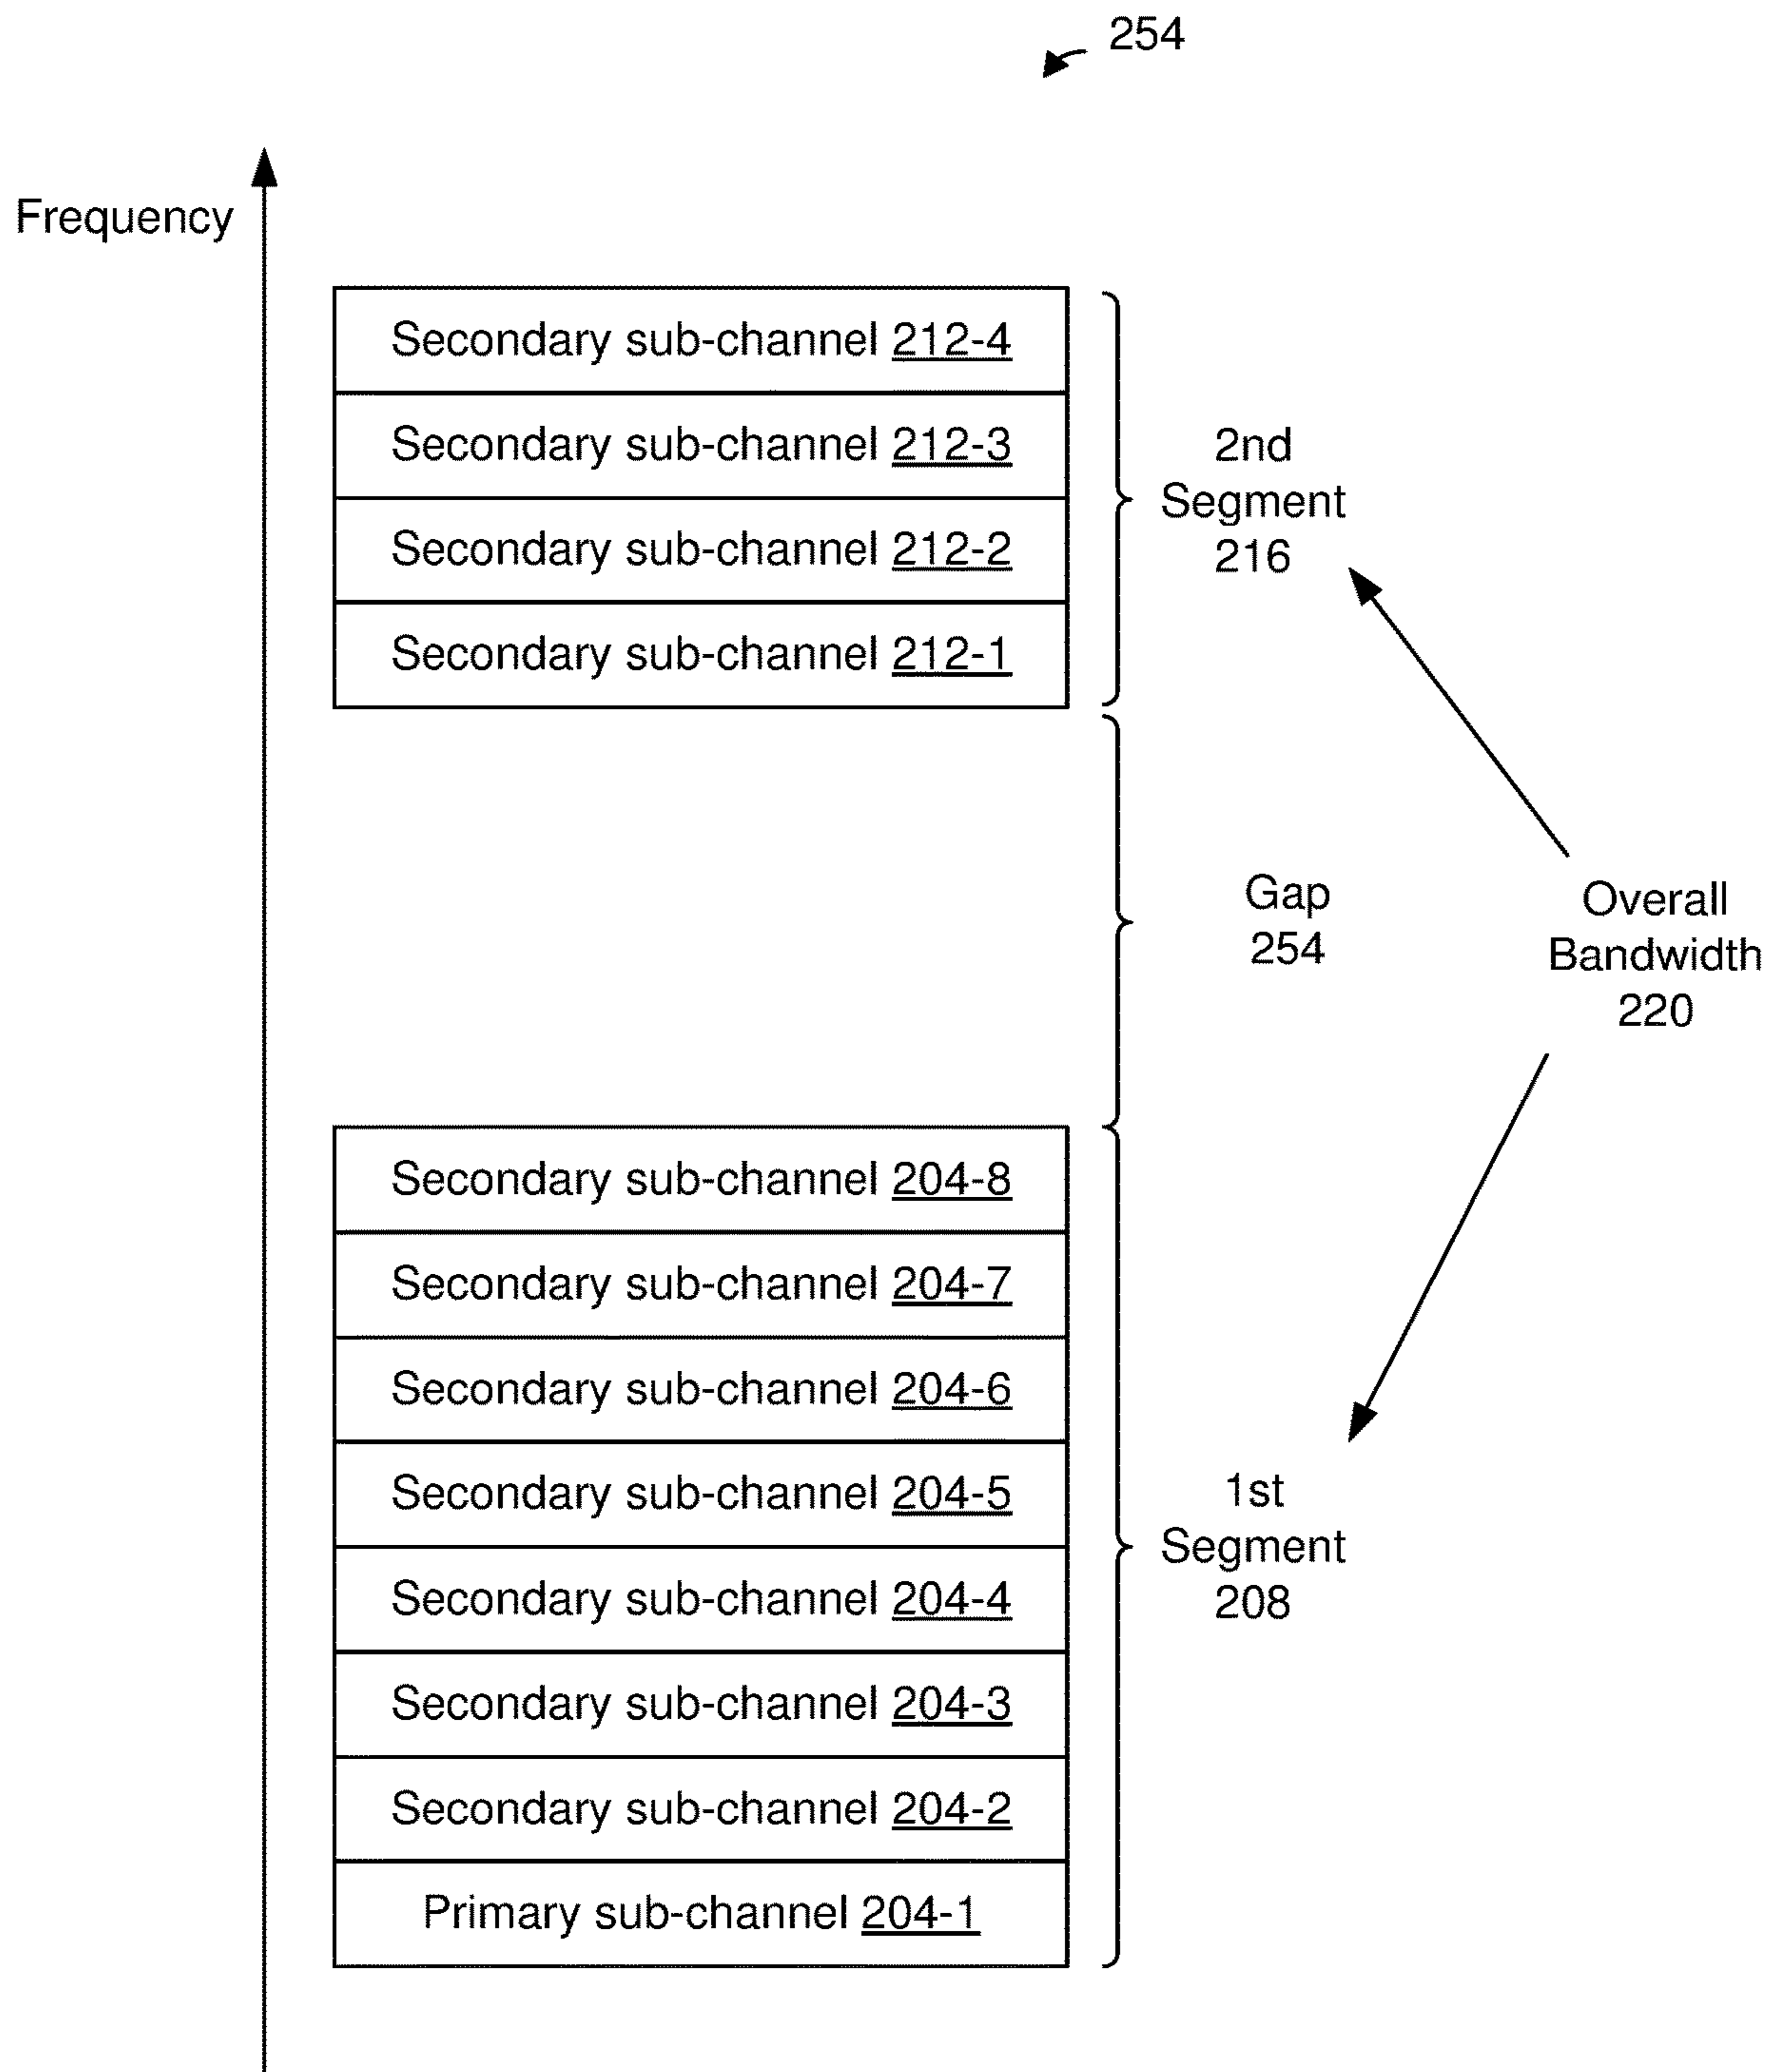 254
Frequency
Secondary sub-channel 212-4
Secondary sub-channel 212-3
Secondary sub-channel 212-2
Secondary sub-channel 212-1
2nd
Segment
216
Gap
254
Overall
Bandwidth
220
Secondary sub-channel 204-8
Secondary sub-channel 204-7
Secondary sub-channel 204-6
Secondary sub-channel 204-5
Secondary sub-channel 204-4
Secondary sub-channel 204-3
Secondary sub-channel 204-2
Primary sub-channel 204-1
1st
Segment
208